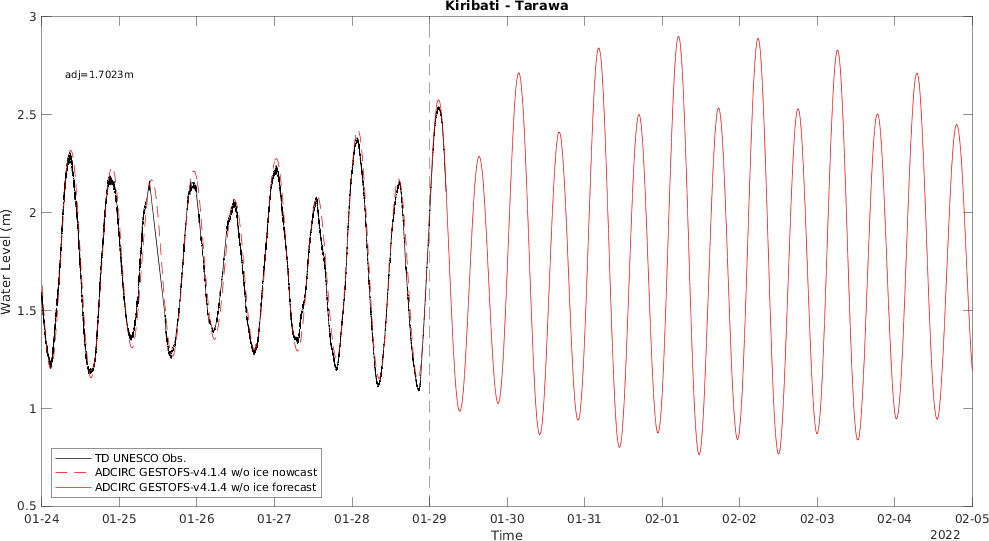 Kiribati - Tarawa
adj=1.7023m
3
2.5
2
1.5
1
0.5
Water Level (m)
TD UNESCO Obs.
ADCIRC GESTOFS-v4.1.4 w/o ice nowcast
ADCIRC GESTOFS-v4.1.4 w/o ice forecast
01-24 01-25 01-26 01-27 01-28 01-29 01-30 01-31 02-01 02-02 02-03 02-04 02-05
Time
2022